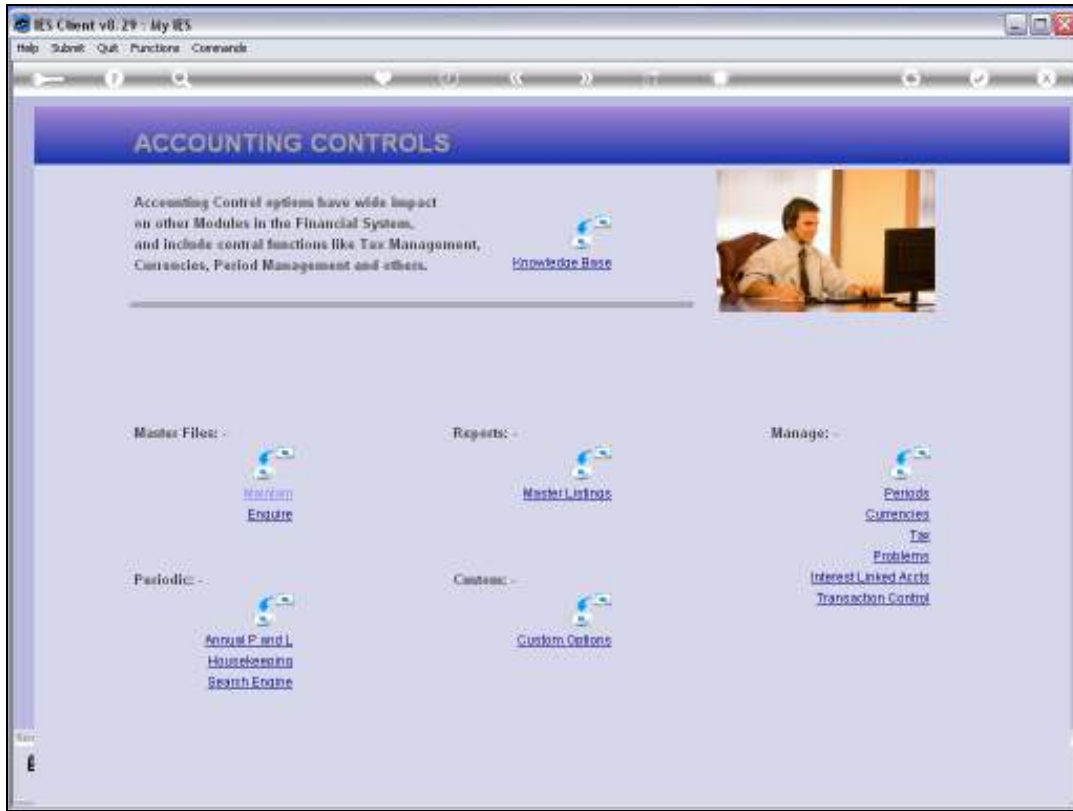 IES Client v8.29 : My IES
Help Submit Quit Functions Commands
ACCOUNTING CONTROLS
Accounting Control options have wide impact
on other Modules in the Financial System,
and include central functions like Tax Management,
Currencies, Period Management and others.
Knowledge Base
Master Files: -
Reports: -
Manage: -
Maintain
Enquire
Master Listings
Periods
Currencies
Tax
Problems
Interest Linked Accts
Transaction Control
Periodic: -
Custom: -
Annual P and L
Housekeeping
Search Engine
Custom Options